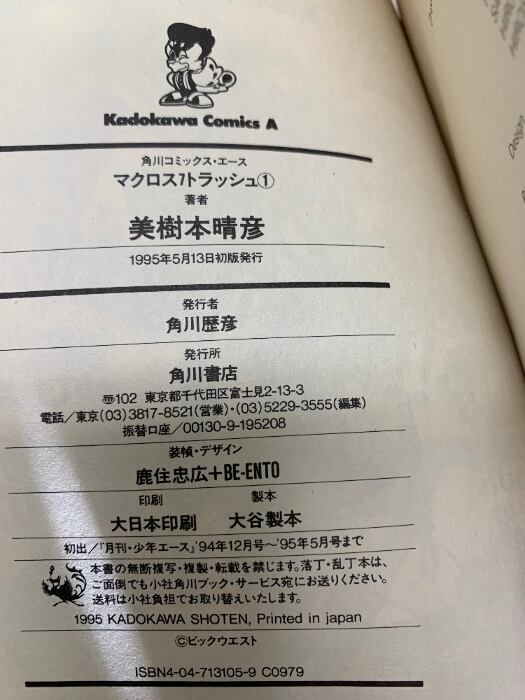 Kadokawa Comics A
角川コミックス・エース
マクロス7トラッシュ①
著者
美樹本晴彦
1995年5月13日初版発行
発行者
角川歴彦
発行所
角川書店
〠102 東京都千代田区富士見2-13-3
電話/東京(03)3817-8521(営業)・(03)5229-3555(編集)
振替口座/00130-9-195208
装幀・デザイン
鹿住忠広+BE-ENTO
印刷 製本
大日本印刷 大谷製本
初出/『月刊・少年エース』'94年12月号〜'95年5月号まで
本書の無断複写・複製・転載を禁じます。落丁・乱丁本は、
ご面倒でも小社角川ブック・サービス宛にお送りください。
送料は小社負担でお取り替えいたします。
1995 KADOKAWA SHOTEN, Printed in japan
©ビックウエスト
ISBN4-04-713105-9 C0979